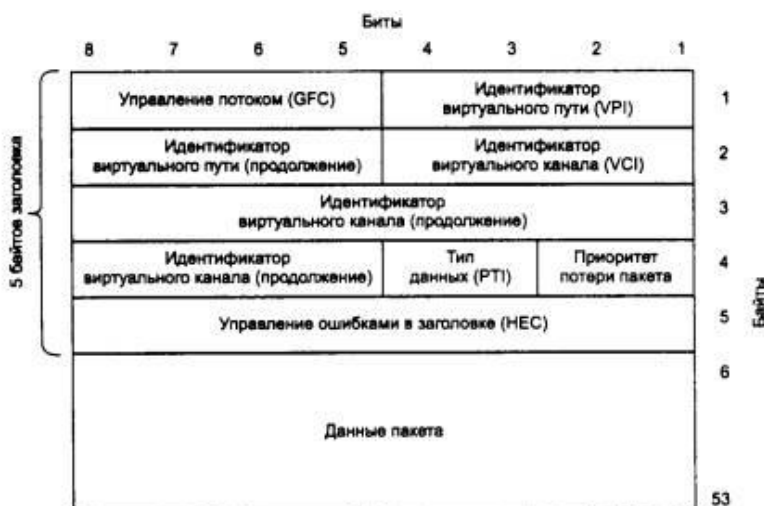 Биты
8 7 6 5 4 3 2 1
Управление потоком (GFC)
Идентификатор
виртуального пути (VPI)
1
Идентификатор
виртуального пути (продолжение)
Идентификатор
виртуального канала (VCI)
2
Идентификатор
виртуального канала (продолжение)
3
Идентификатор
виртуального канала (продолжение)
Тип
данных (PTI)
Приоритет
потери пакета
4
Управление ошибками в заголовке (HEC)
5
5 байтов заголовка
Байты
6
Данные пакета
53